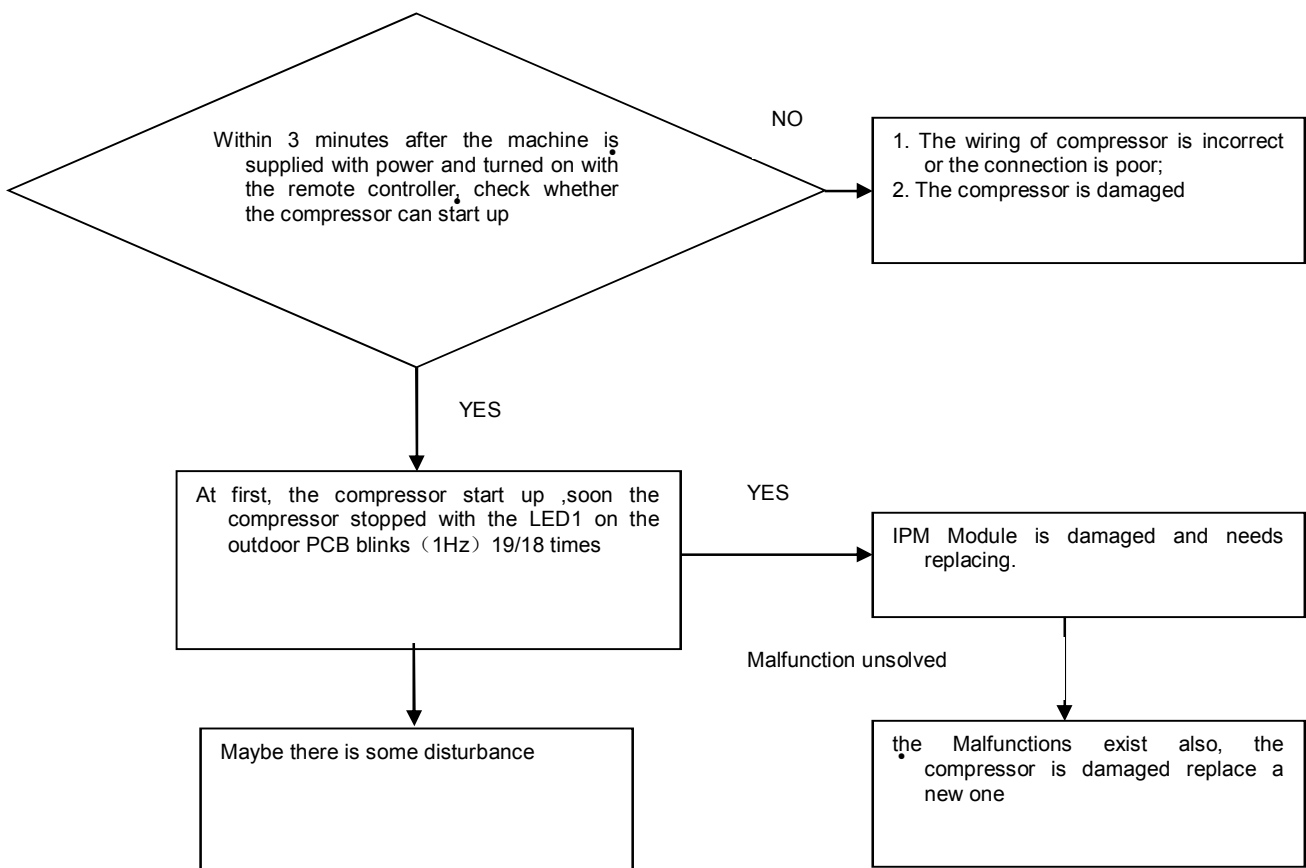 Within 3 minutes after the machine is
supplied with power and turned on with
the remote controller, check whether
the compressor can start up
NO
1. The wiring of compressor is incorrect
or the connection is poor;
2. The compressor is damaged
YES
At first, the compressor start up ,soon the
compressor stopped with the LED1 on the
outdoor PCB blinks（1Hz）19/18 times
YES
IPM Module is damaged and needs
replacing.
Malfunction unsolved
Maybe there is some disturbance
the Malfunctions exist also, the
compressor is damaged replace a
new one